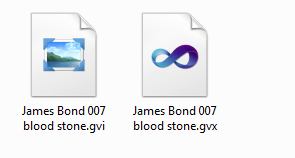 James Bond 007
blood stone.gvi
James Bond 007
blood stone.gvx